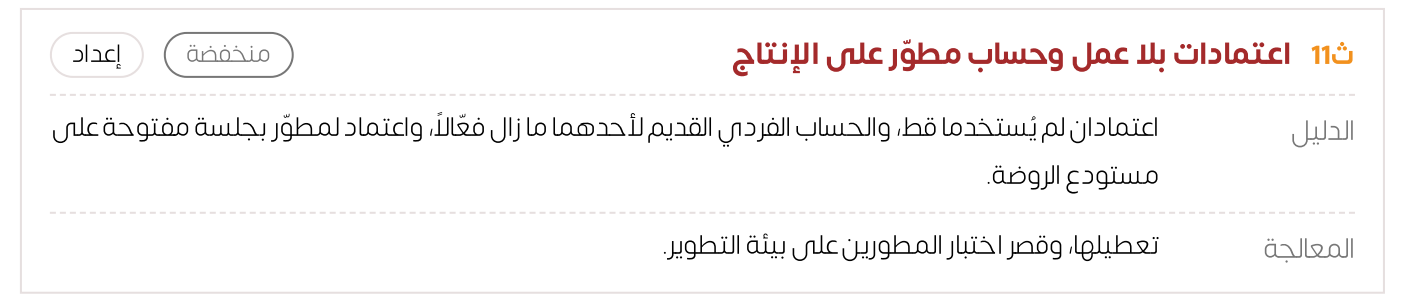 ث11 اعتمادات بلا عمل وحساب مطوّر على الإنتاج منخفضة إعداد
الدليل اعتمادان لم يُستخدما قط، والحساب الفردي القديم لأحدهما ما زال فعّالاً، واعتماد لمطوّر بجلسة مفتوحة على
مستودع الروضة.
المعالجة تعطيلها، وقصر اختبار المطورين على بيئة التطوير.